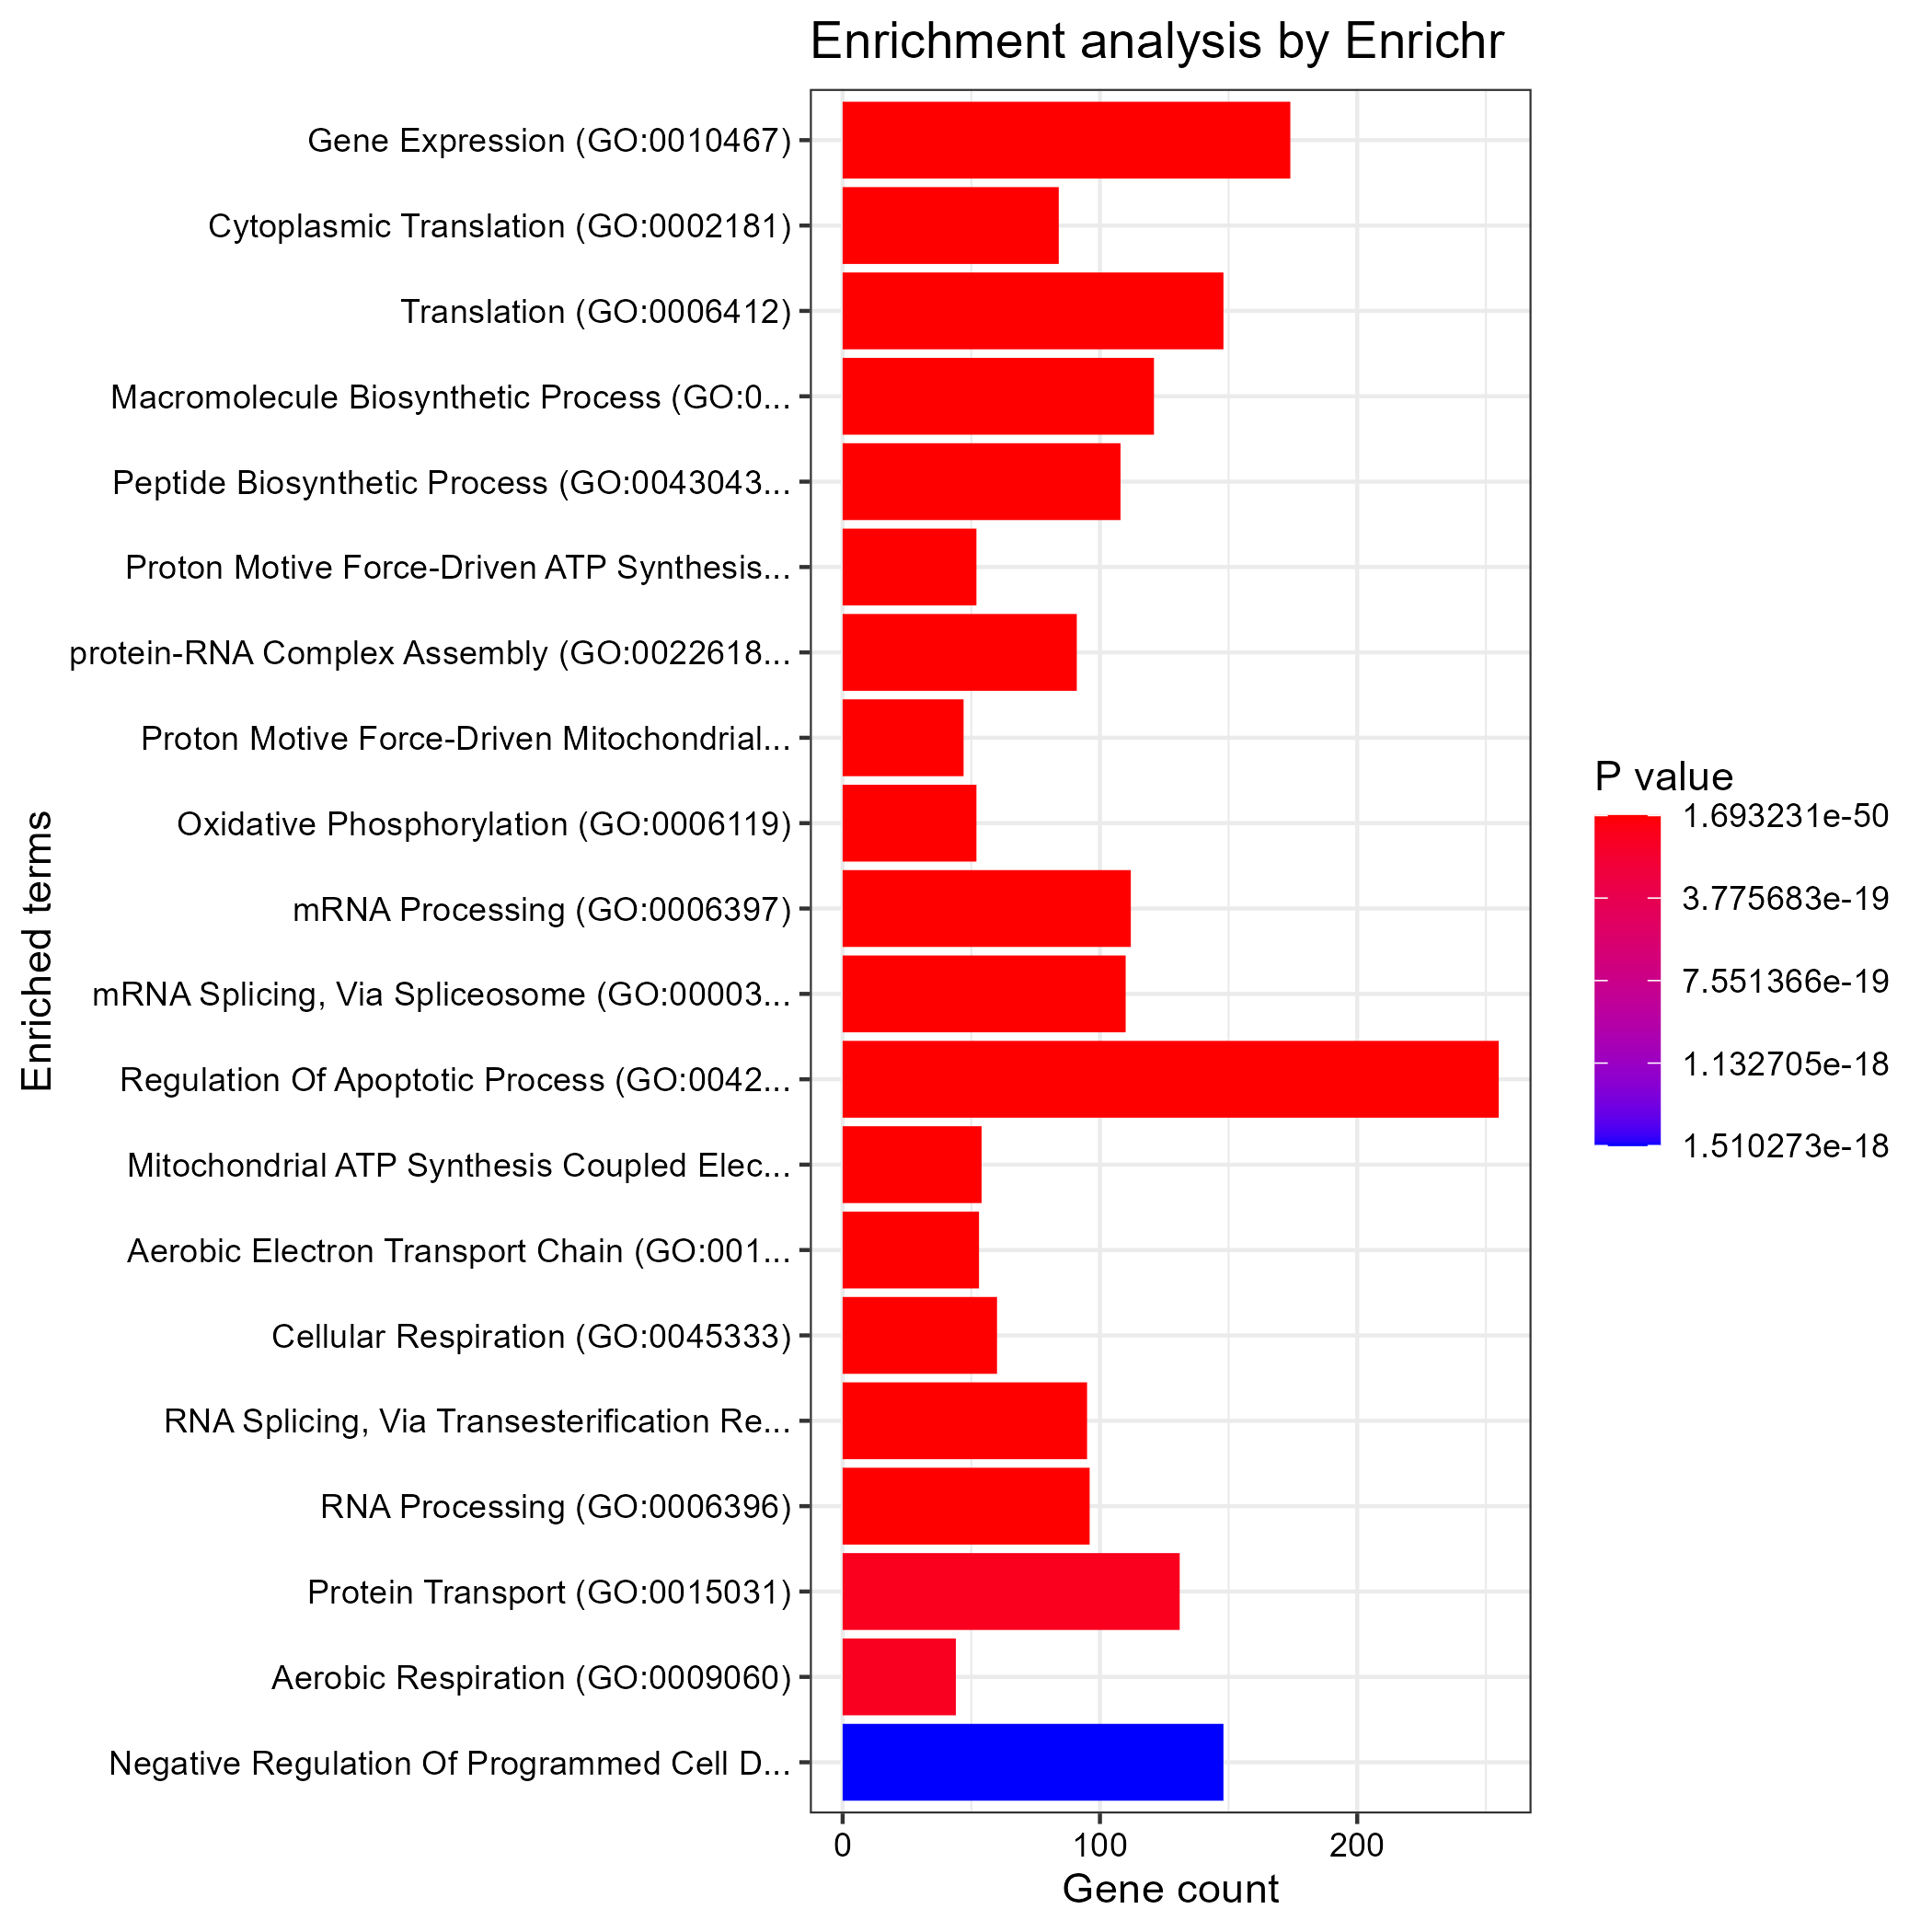 Enrichment analysis by Enrichr
Gene Expression (GO:0010467)
Cytoplasmic Translation (GO:0002181)
Translation (GO:0006412)
Macromolecule Biosynthetic Process (GO:0...
Peptide Biosynthetic Process (GO:0043043...
Proton Motive Force-Driven ATP Synthesis...
protein-RNA Complex Assembly (GO:0022618...
Proton Motive Force-Driven Mitochondrial...
Oxidative Phosphorylation (GO:0006119)
mRNA Processing (GO:0006397)
mRNA Splicing, Via Spliceosome (GO:00003...
Regulation Of Apoptotic Process (GO:0042...
Mitochondrial ATP Synthesis Coupled Elec...
Aerobic Electron Transport Chain (GO:001...
Cellular Respiration (GO:0045333)
RNA Splicing, Via Transesterification Re...
RNA Processing (GO:0006396)
Protein Transport (GO:0015031)
Aerobic Respiration (GO:0009060)
Negative Regulation Of Programmed Cell D...
Enriched terms
0 100 200
Gene count
P value
1.693231e-50
3.775683e-19
7.551366e-19
1.132705e-18
1.510273e-18